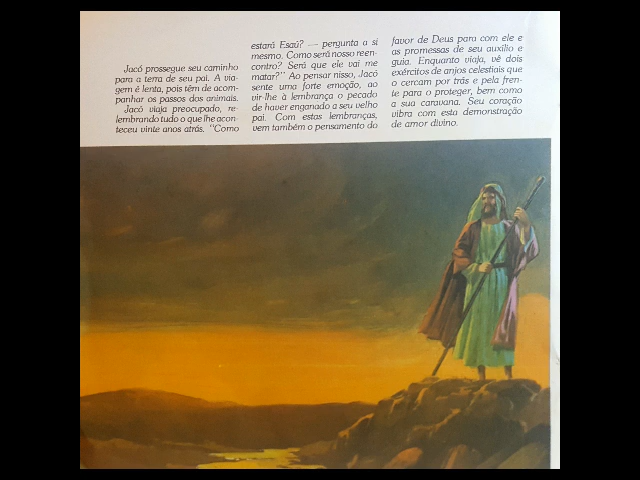 Jacó prossegue seu caminho
para a terra de seu pai. A via-
gem é lenta, pois têm de acom-
panhar os passos dos animais.
Jacó viaja preocupado, re-
lembrando tudo o que lhe acon-
teceu vinte anos atrás. "Como
estará Esaú? — pergunta a si
mesmo. Como será nosso reen-
contro? Será que ele vai me
matar?" Ao pensar nisso, Jacó
sente uma forte emoção, ao
vir-lhe à lembrança o pecado
de haver enganado a seu velho
pai. Com estas lembranças,
vem também o pensamento do
favor de Deus para com ele e
as promessas de seu auxílio e
guia. Enquanto viaja, vê dois
exércitos de anjos celestiais que
o cercam por trás e pela fren-
te para o proteger, bem como
a sua caravana. Seu coração
vibra com esta demonstração
de amor divino.